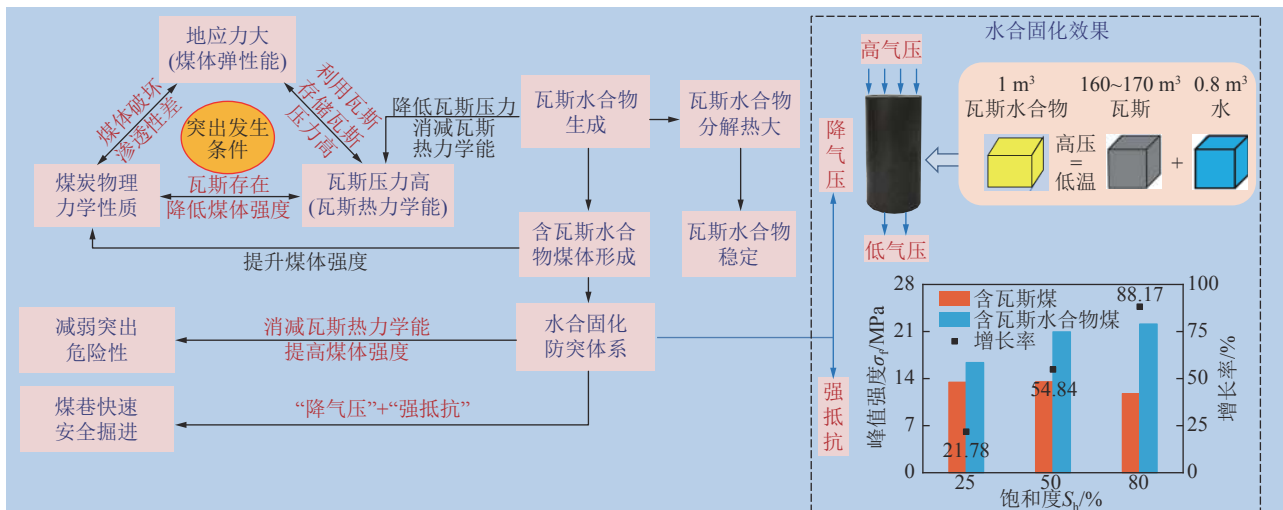 地应力大
(煤体弹性能)
煤体破坏
渗透性差
利用瓦斯
存储瓦斯
压力高
突出发生
条件
煤炭物理
力学性质
瓦斯存在
降低煤体强度
瓦斯压力高
(瓦斯热力学能)
降低瓦斯压力
消减瓦斯
热力学能
瓦斯水合物
生成
瓦斯水合物
分解热大
瓦斯水合物
稳定
含瓦斯水合
物煤体形成
提升煤体强度
水合固化
防突体系
消减瓦斯热力学能
提高煤体强度
减弱突出
危险性
“降气压”+“强抵抗”
煤巷快速
安全掘进
水合固化效果
降气压
强抵抗
高气压
低气压
1 m³ 160~170 m³ 0.8 m³
瓦斯水合物 瓦斯 水
高压
=
低温
+
含瓦斯煤
含瓦斯水合物煤
增长率
峰值强度σf/MPa
28
21
14
7
0
21.78
54.84
88.17
100
75
50
25
0
增长率/%
25 50 80
饱和度Sh/%